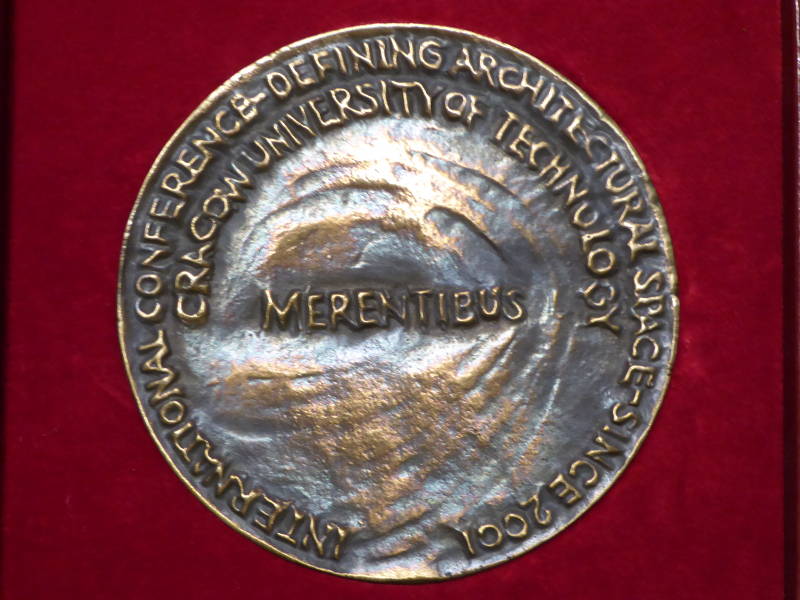 INTERNATIONAL CONFERENCE-DEFINING ARCHITECTURAL SPACE-SINCE 2001
CRACOW UNIVERSITY OF TECHNOLOGY
MERENTIBUS